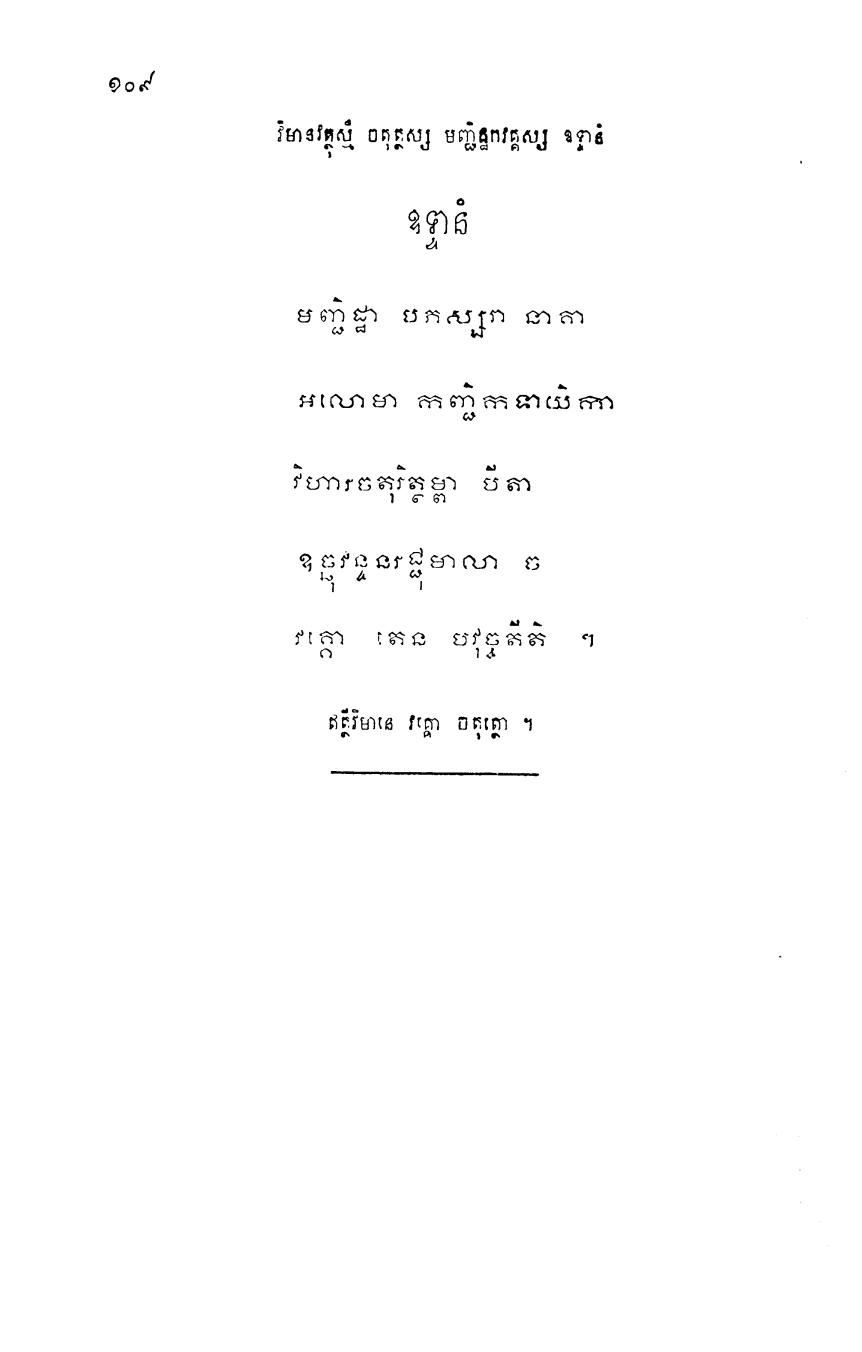 ១០៩
វិមានវត្ថុស្មឹ ចតុត្ថស្ស មញ្ជិដ្ឋកវគ្គស្ស ឧទ្ទានំ
ឧទ្ទានំ
មញ្ជិដ្ឋា បភស្សរា នាគា
អលោមា កញ្ជិកទាយិកា
វិហារចតុរិត្ថម្ពា បីតា
ឧច្ឆុវន្ទនរជ្ជុមាលា ច
វគ្គោ តេន បវុច្ចតីតិ ។
ឥត្ថីវិមានេ វគ្គោ ចតុត្ថោ ។